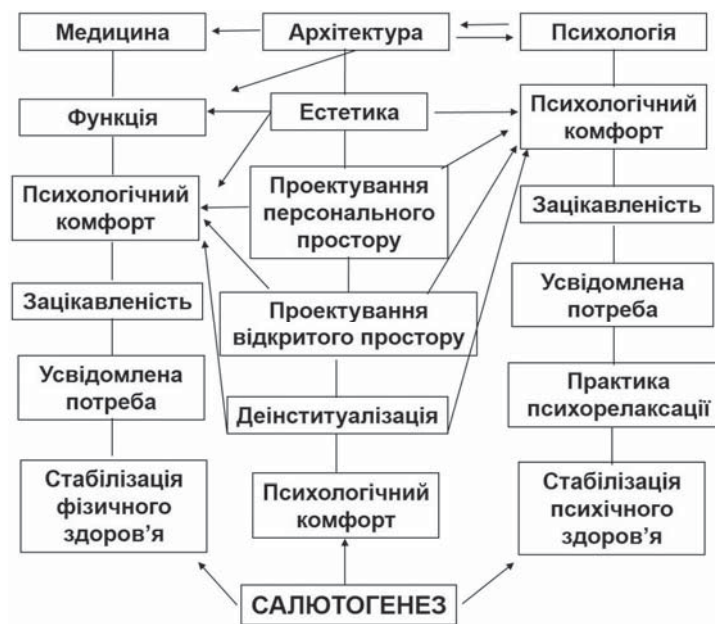 Медицина
Архітектура
Психологія
Функція
Естетика
Психологічний
комфорт
Психологічний
комфорт
Проектування
персонального
простору
Зацікавленість
Зацікавленість
Проектування
відкритого простору
Усвідомлена
потреба
Усвідомлена
потреба
Деінституалізація
Практика
психорелаксації
Стабілізація
фізичного
здоров’я
Психологічний
комфорт
Стабілізація
психічного
здоров’я
САЛЮТОГЕНЕЗ